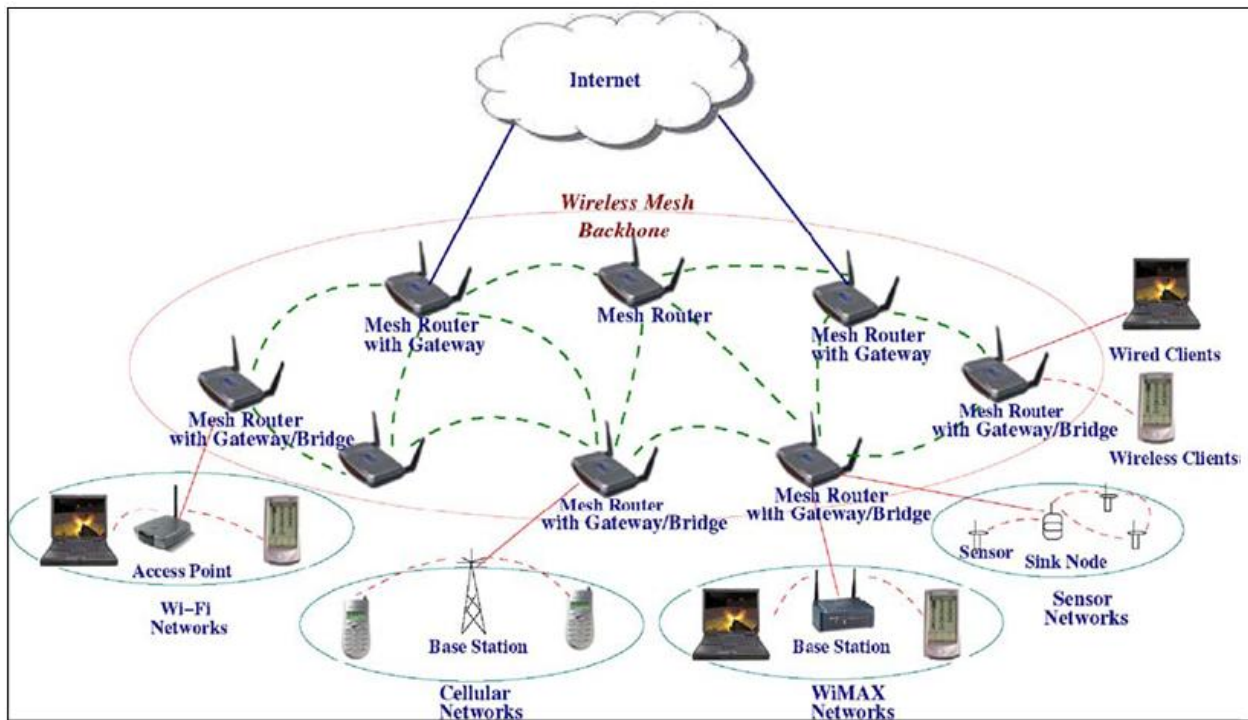 Internet
Wireless Mesh
Backhone
Mesh Router
with Gateway
Mesh Router
Mesh Router
with Gateway
Wired Clients
Mesh Router
with Gateway/Bridge
Mesh Router
with Gateway/Bridge
Wireless Clients
Mesh Router
with Gateway/Bridge
Mesh Router
with Gateway/Bridge
Sensor
Sink Node
Access Point
Sensor
Networks
Wi-Fi
Networks
Base Station
Base Station
Cellular
Networks
WiMAX
Networks